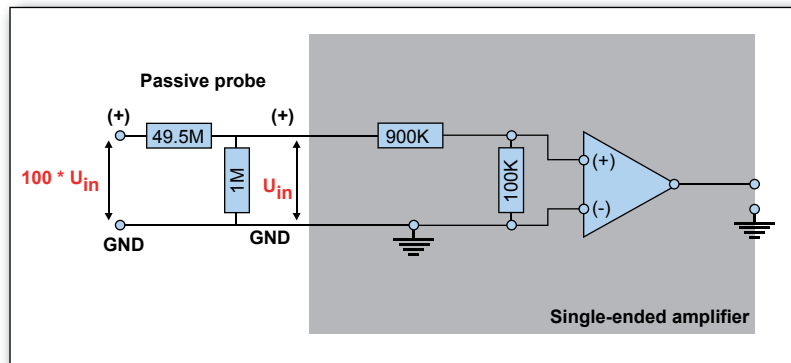 Passive probe
(+)
49.5M
(+)
900K
1M
100K
(+)
(-)
100 * Uin
Uin
GND
GND
Single-ended amplifier